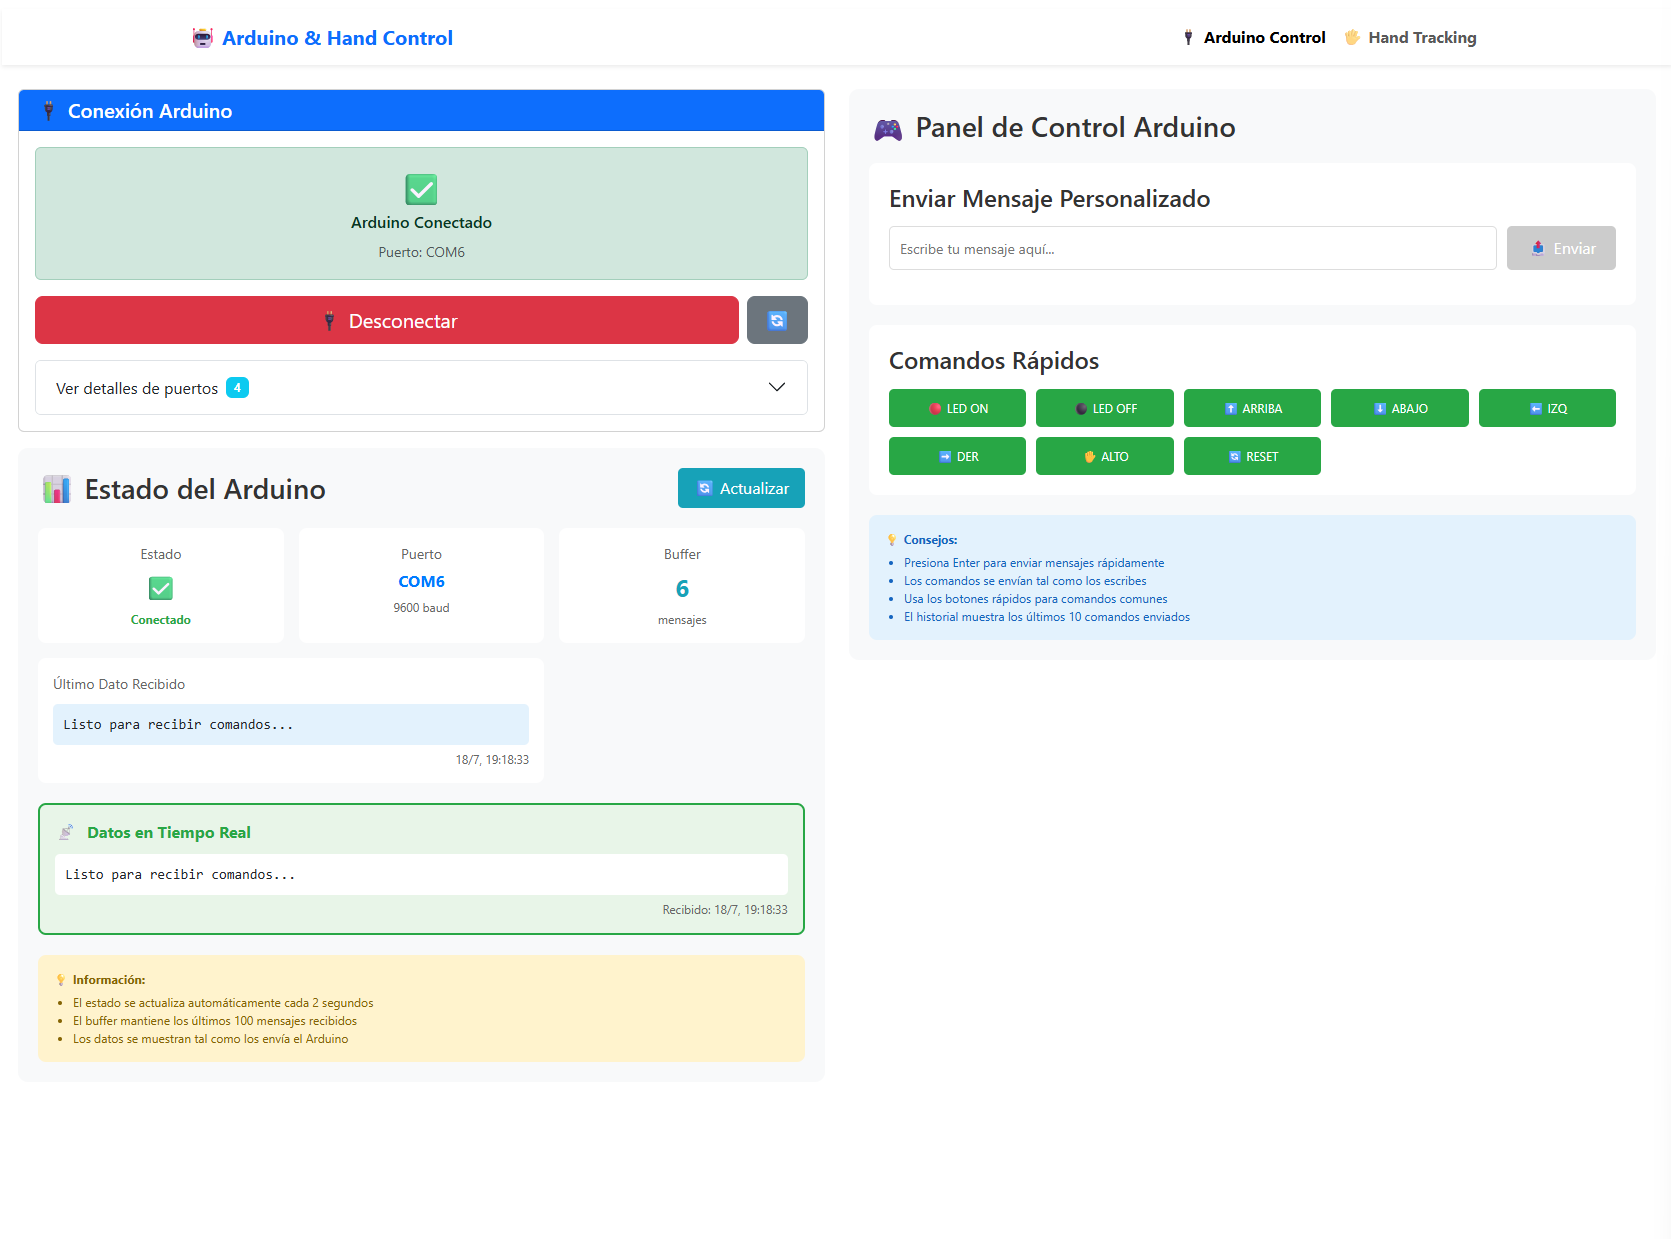 Arduino & Hand Control
Arduino Control
Hand Tracking
Conexión Arduino
Arduino Conectado
Puerto: COM6
Desconectar
Ver detalles de puertos 4
Estado del Arduino
Actualizar
Estado
Conectado
Puerto
COM6
9600 baud
Buffer
6
mensajes
Último Dato Recibido
Listo para recibir comandos...
18/7, 19:18:33
Datos en Tiempo Real
Listo para recibir comandos...
Recibido: 18/7, 19:18:33
Información:
El estado se actualiza automáticamente cada 2 segundos
El buffer mantiene los últimos 100 mensajes recibidos
Los datos se muestran tal como los envía el Arduino
Panel de Control Arduino
Enviar Mensaje Personalizado
Escribe tu mensaje aquí...
Enviar
Comandos Rápidos
LED ON
LED OFF
ARRIBA
ABAJO
IZQ
DER
ALTO
RESET
Consejos:
Presiona Enter para enviar mensajes rápidamente
Los comandos se envían tal como los escribes
Usa los botones rápidos para comandos comunes
El historial muestra los últimos 10 comandos enviados